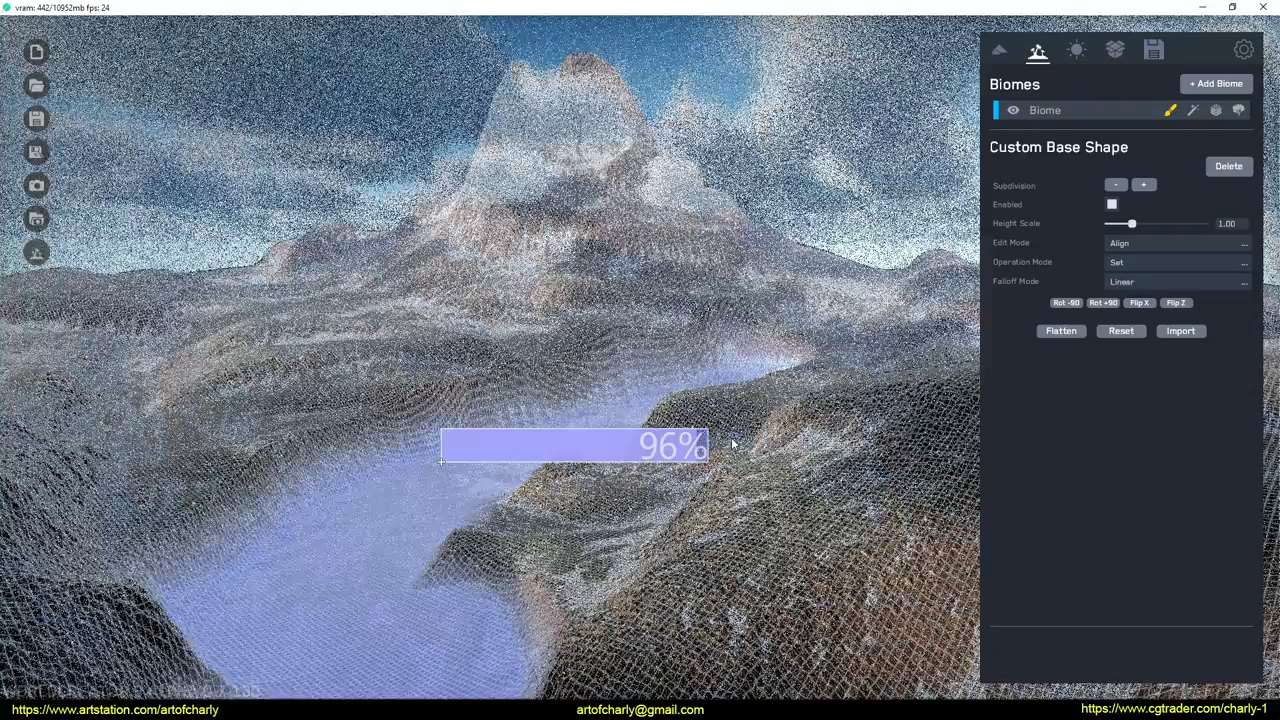 vram: 442/10952mb fps: 24
Biomes
+ Add Biome
Biome
Custom Base Shape
Delete
Subdivision
-
+
Enabled
Height Scale
1.00
Edit Mode
Align
...
Operation Mode
Set
...
Falloff Mode
Linear
...
Rot -90
Rot +90
Flip X
Flip Z
Flatten
Reset
Import
96%
https://www.artstation.com/artofcharly
artofcharly@gmail.com
https://www.cgtrader.com/charly-1